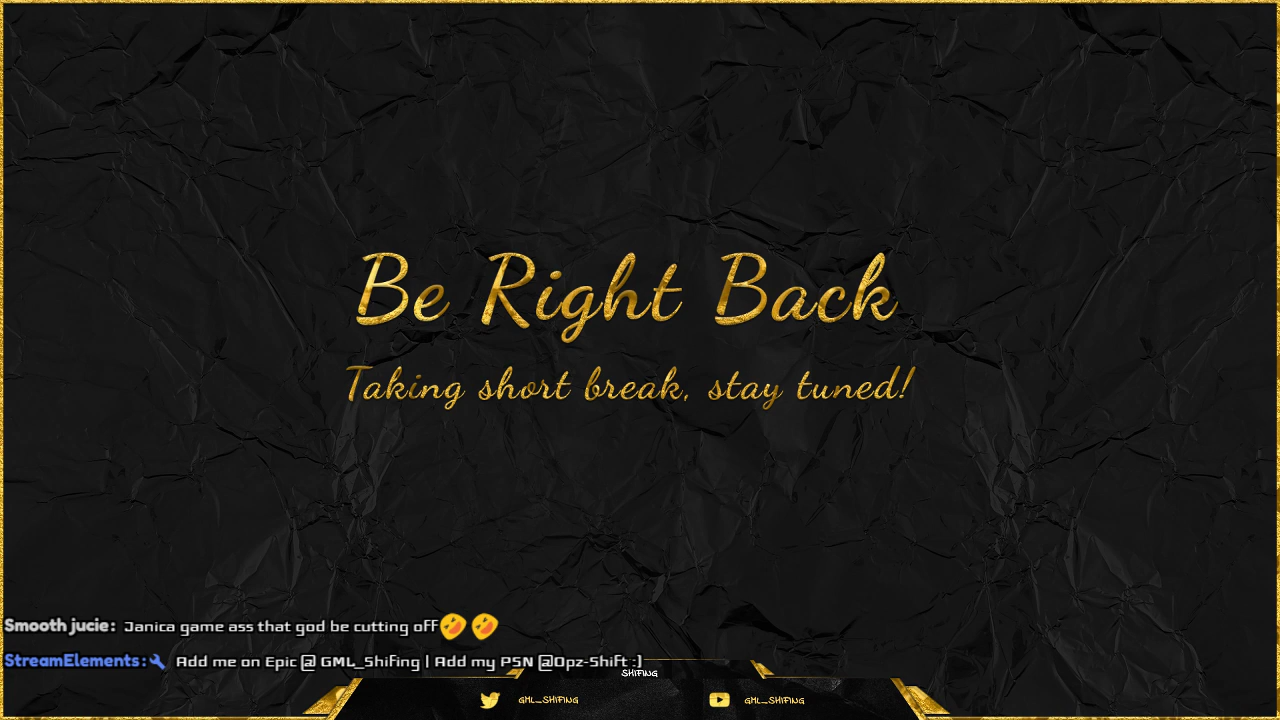 Be Right Back
Taking short break, stay tuned!
Smooth jucie: Janica game ass that god be cutting off
StreamElements: Add me on Epic @ GML_Shifing | Add my PSN @Opz-Shift :]
SHIFING
GML_SHIFING
GML_SHIFING